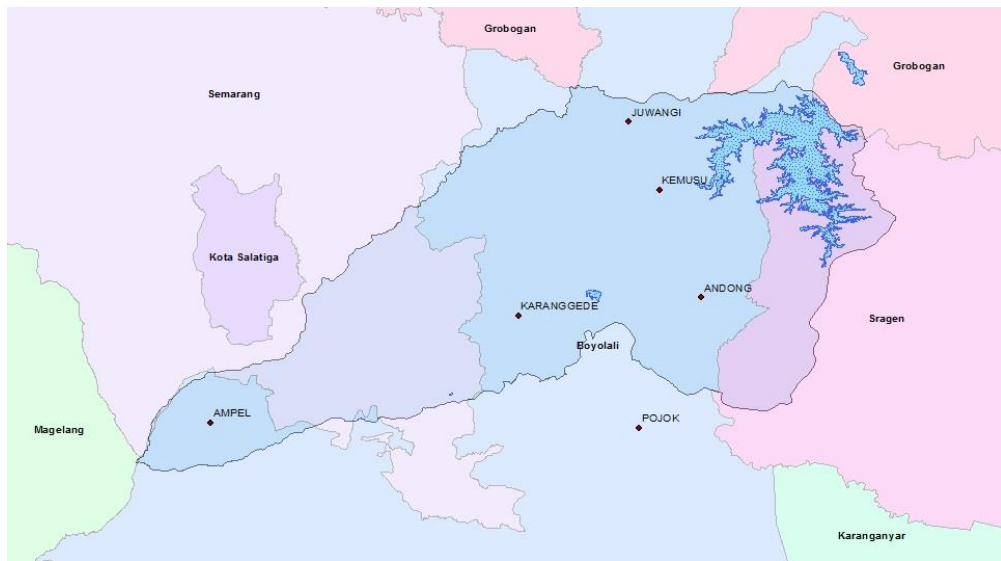 Grobogan
Grobogan
Semarang
JUWANGI
KEMUSU
Kota Salatiga
KARANGGEDE
ANDONG
Sragen
Boyolali
AMPEL
POJOK
Magelang
Karanganyar